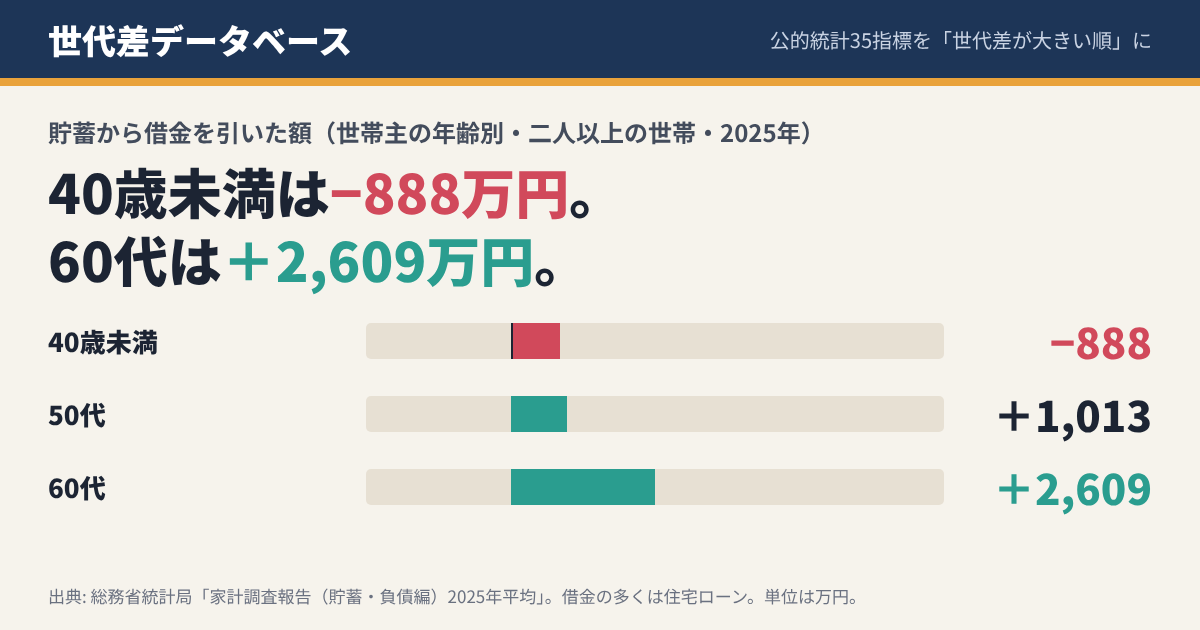 世代差データベース
公的統計35指標を「世代差が大きい順」に
貯蓄から借金を引いた額（世帯主の年齢別・二人以上の世帯・2025年）
40歳未満は−888万円。
60代は＋2,609万円。
40歳未満 −888
50代 ＋1,013
60代 ＋2,609
出典: 総務省統計局「家計調査報告（貯蓄・負債編）2025年平均」。借金の多くは住宅ローン。単位は万円。